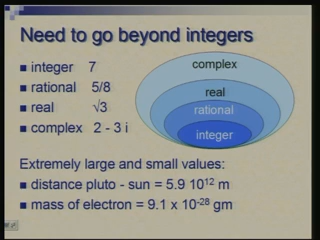 Need to go beyond integers
integer 7
rational 5/8
real √3
complex 2 - 3 i
complex
real
rational
integer
Extremely large and small values:
distance pluto - sun = 5.9 10¹² m
mass of electron = 9.1 x 10⁻²⁸ gm